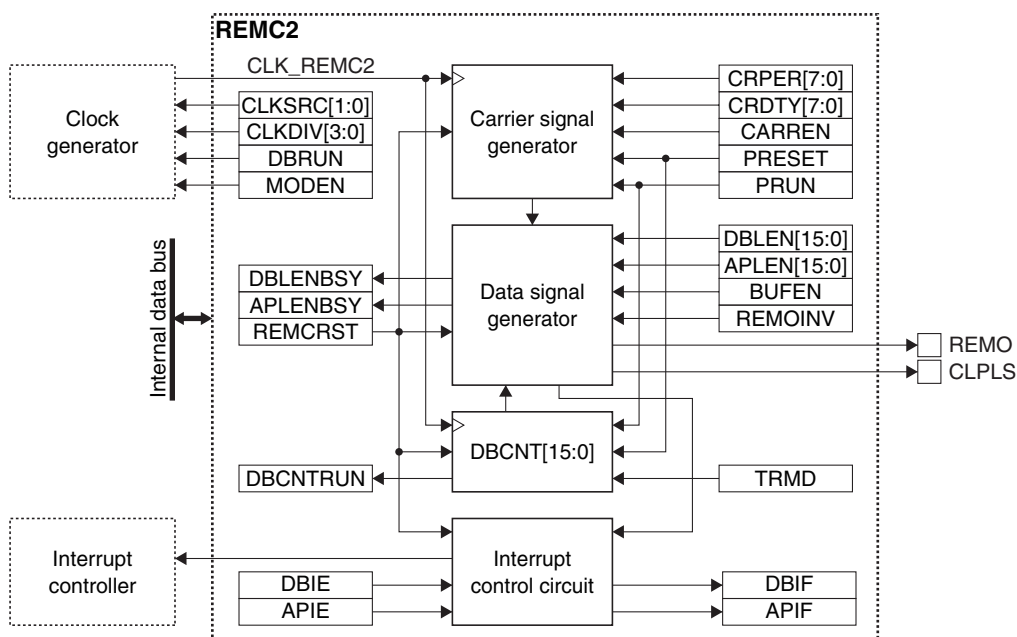 REMC2
CLK_REMC2
Clock
generator
CLKSRC[1:0]
CLKDIV[3:0]
DBRUN
MODEN
Carrier signal
generator
CRPER[7:0]
CRDTY[7:0]
CARREN
PRESET
PRUN
Internal data bus
DBLENBSY
APLENBSY
REMCRST
Data signal
generator
DBLEN[15:0]
APLEN[15:0]
BUFEN
REMOINV
REMO
CLPLS
DBCNT[15:0]
DBCNTRUN
TRMD
Interrupt
controller
Interrupt
control circuit
DBIE
APIE
DBIF
APIF